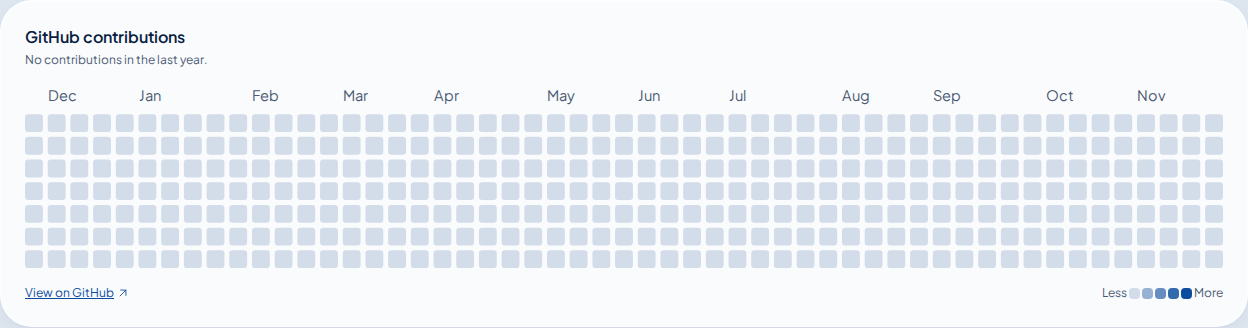 GitHub contributions
No contributions in the last year.
Dec Jan Feb Mar Apr May Jun Jul Aug Sep Oct Nov
View on GitHub ↗
Less More